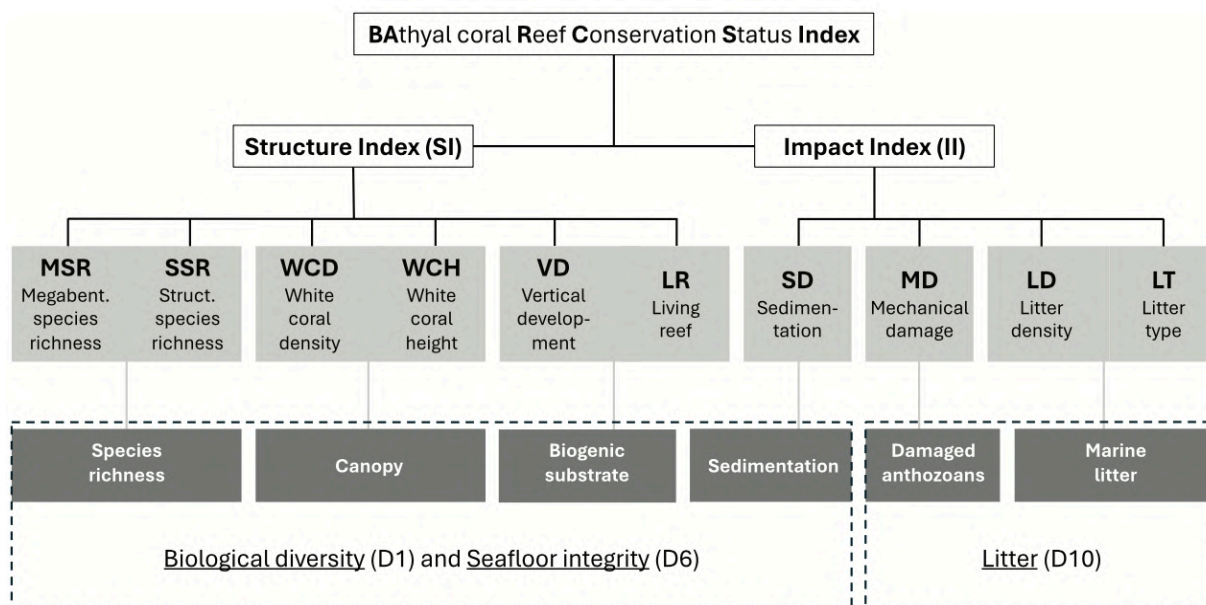 BAthyal coral Reef Conservation Status Index
Structure Index (SI)
Impact Index (II)
MSR
Megabent.
species
richness
SSR
Struct.
species
richness
WCD
White
coral
density
WCH
White
coral
height
VD
Vertical
develop-
ment
LR
Living
reef
SD
Sedimen-
tation
MD
Mechanical
damage
LD
Litter
density
LT
Litter
type
Species
richness
Canopy
Biogenic
substrate
Sedimentation
Damaged
anthozoans
Marine
litter
Biological diversity (D1) and Seafloor integrity (D6)
Litter (D10)